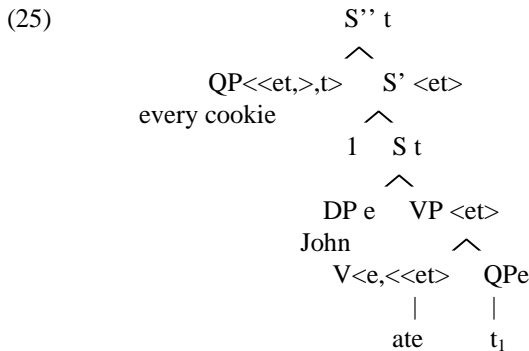 (25) S’’ t
QP<<et,>,t> S’ <et>
every cookie
1 S t
DP e VP <et>
John
V<e,<<et> QPe
ate t₁